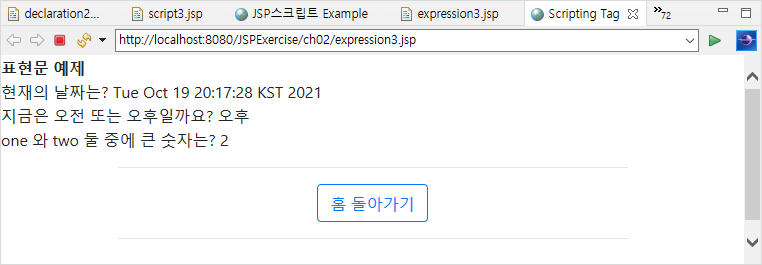 declaration2...
script3.jsp
JSP스크립트 Example
expression3.jsp
Scripting Tag
»72
http://localhost:8080/JSPExercise/ch02/expression3.jsp
표현문 예제
현재의 날짜는? Tue Oct 19 20:17:28 KST 2021
지금은 오전 또는 오후일까요? 오후
one 와 two 둘 중에 큰 숫자는? 2
홈 돌아가기